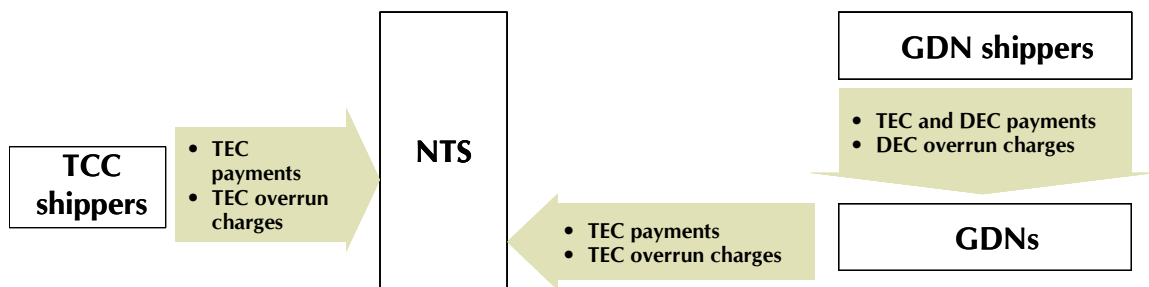 TCC
shippers
• TEC
payments
• TEC overrun
charges
NTS
GDN shippers
• TEC and DEC payments
• DEC overrun charges
• TEC payments
• TEC overrun charges
GDNs